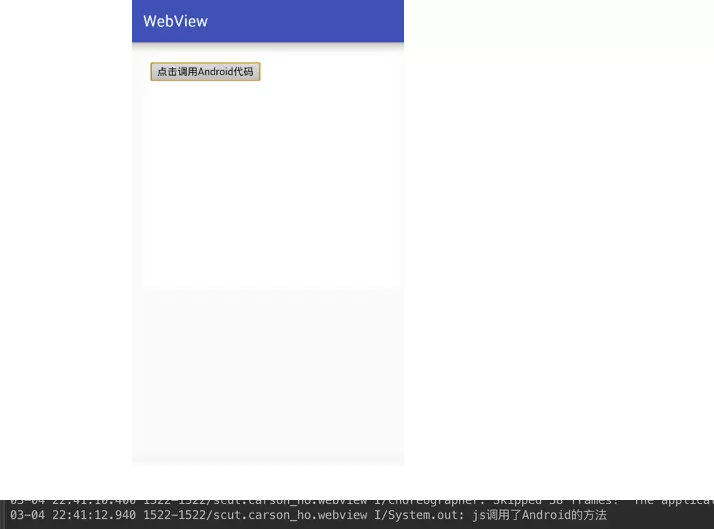 WebView
点击调用Android代码
03-04 22:41:10.400 1522-1522/scut.carson_ho.webview I/Choreographer: Skipped 38 frames! The applica
03-04 22:41:12.940 1522-1522/scut.carson_ho.webview I/System.out: js调用了Android的方法